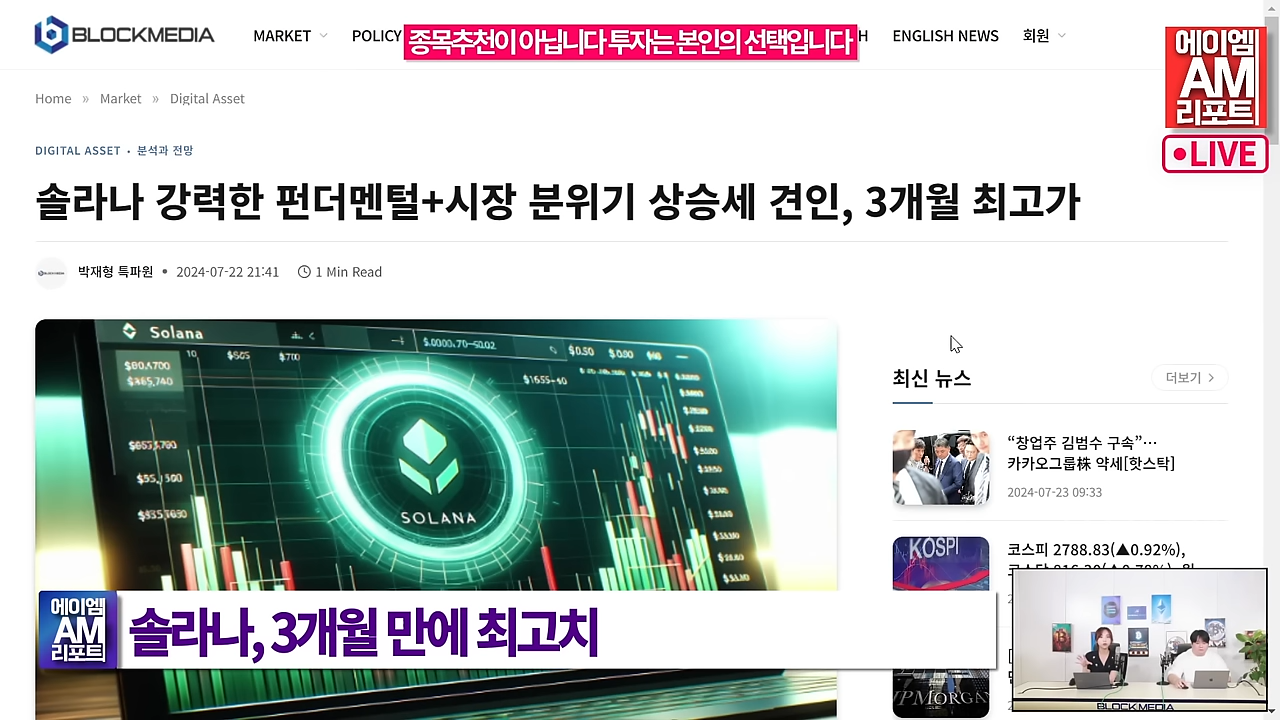 BLOCKMEDIA
MARKET
POLICY
종목추천이 아닙니다 투자는 본인의 선택입니다
H
ENGLISH NEWS
회원
에이엠
AM
리포트
LIVE
Home » Market » Digital Asset
DIGITAL ASSET • 분석과 전망
솔라나 강력한 펀더멘털+시장 분위기 상승세 견인, 3개월 최고가
박재형 특파원 • 2024-07-22 21:41 1 Min Read
Solana
SOLANA
최신 뉴스
더보기
“창업주 김범수 구속”…
카카오그룹株 약세[핫스탁]
2024-07-23 09:33
KOSPI
코스피 2788.83(▲0.92%),
에이엠
AM
리포트
솔라나, 3개월 만에 최고치
JPMORGAN
BLOCKMEDIA